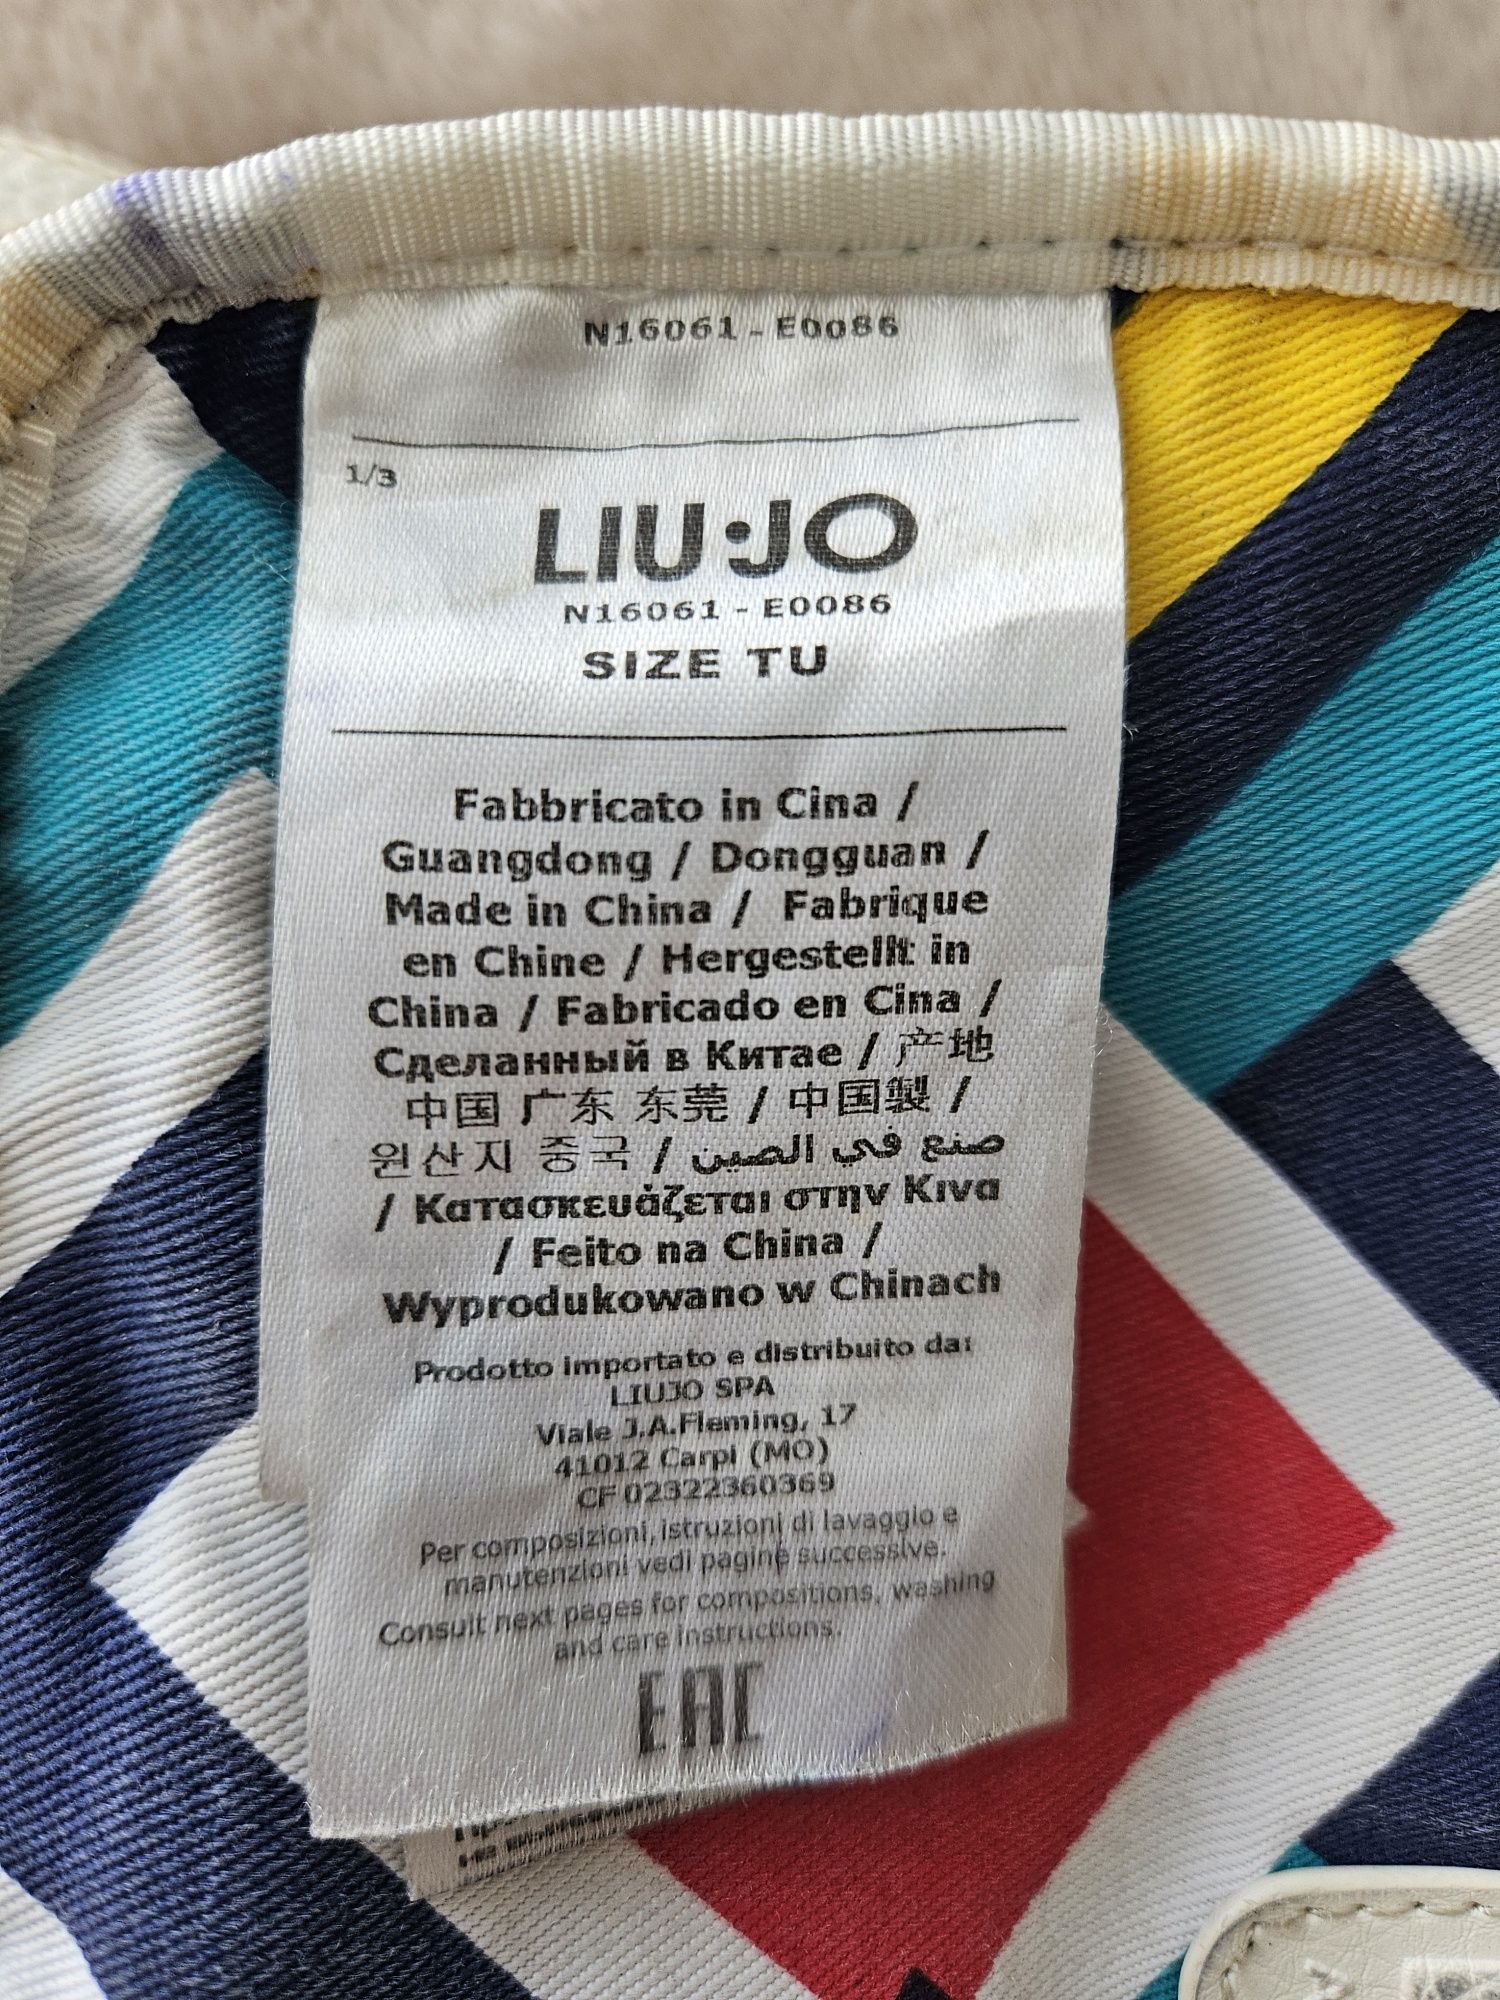 N16061 - E0086
1/3
LIU·JO
N16061 - E0086
SIZE TU
Fabbricato in Cina /
Guangdong / Dongguan /
Made in China / Fabrique
en Chine / Hergestellt in
China / Fabricado en Cina /
Сделанный в Китае / 产地
中国 广东 东莞 / 中国製 /
원산지 중국 / صنع في الصين
/ Κατασκευάζεται στην Κινα
/ Feito na China /
Wyprodukowano w Chinach
Prodotto importato e distribuito da:
LIUJO SPA
Viale J.A.Fleming, 17
41012 Carpi (MO)
CF 02322360369
Per composizioni, istruzioni di lavaggio e
manutenzioni vedi pagine successive.
Consult next pages for compositions, washing
and care instructions.
EAC